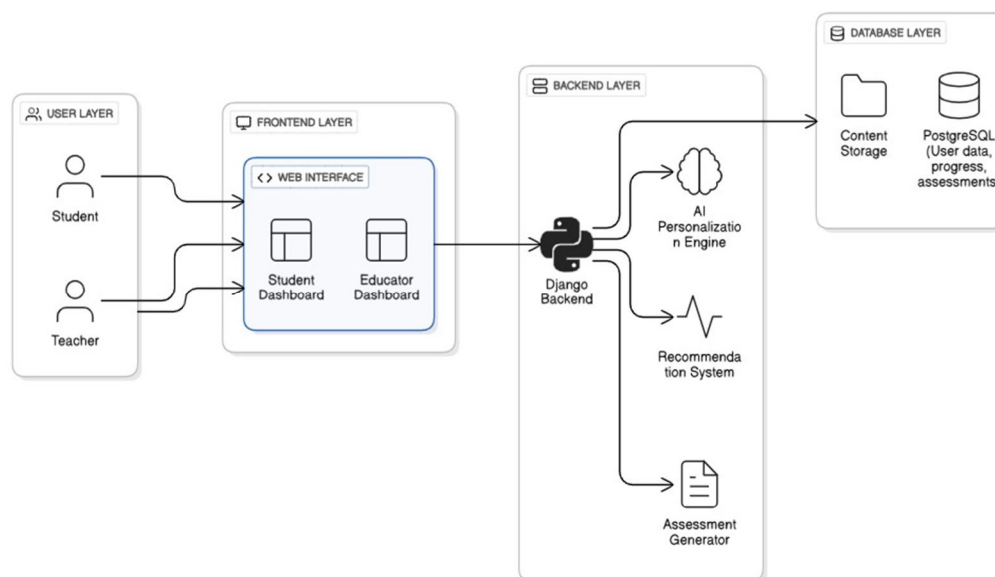 USER LAYER
Student
Teacher
FRONTEND LAYER
WEB INTERFACE
Student
Dashboard
Educator
Dashboard
BACKEND LAYER
Django
Backend
AI
Personalizatio
n Engine
Recommenda
tion System
Assessment
Generator
DATABASE LAYER
Content
Storage
PostgreSQL
(User data,
progress,
assessments